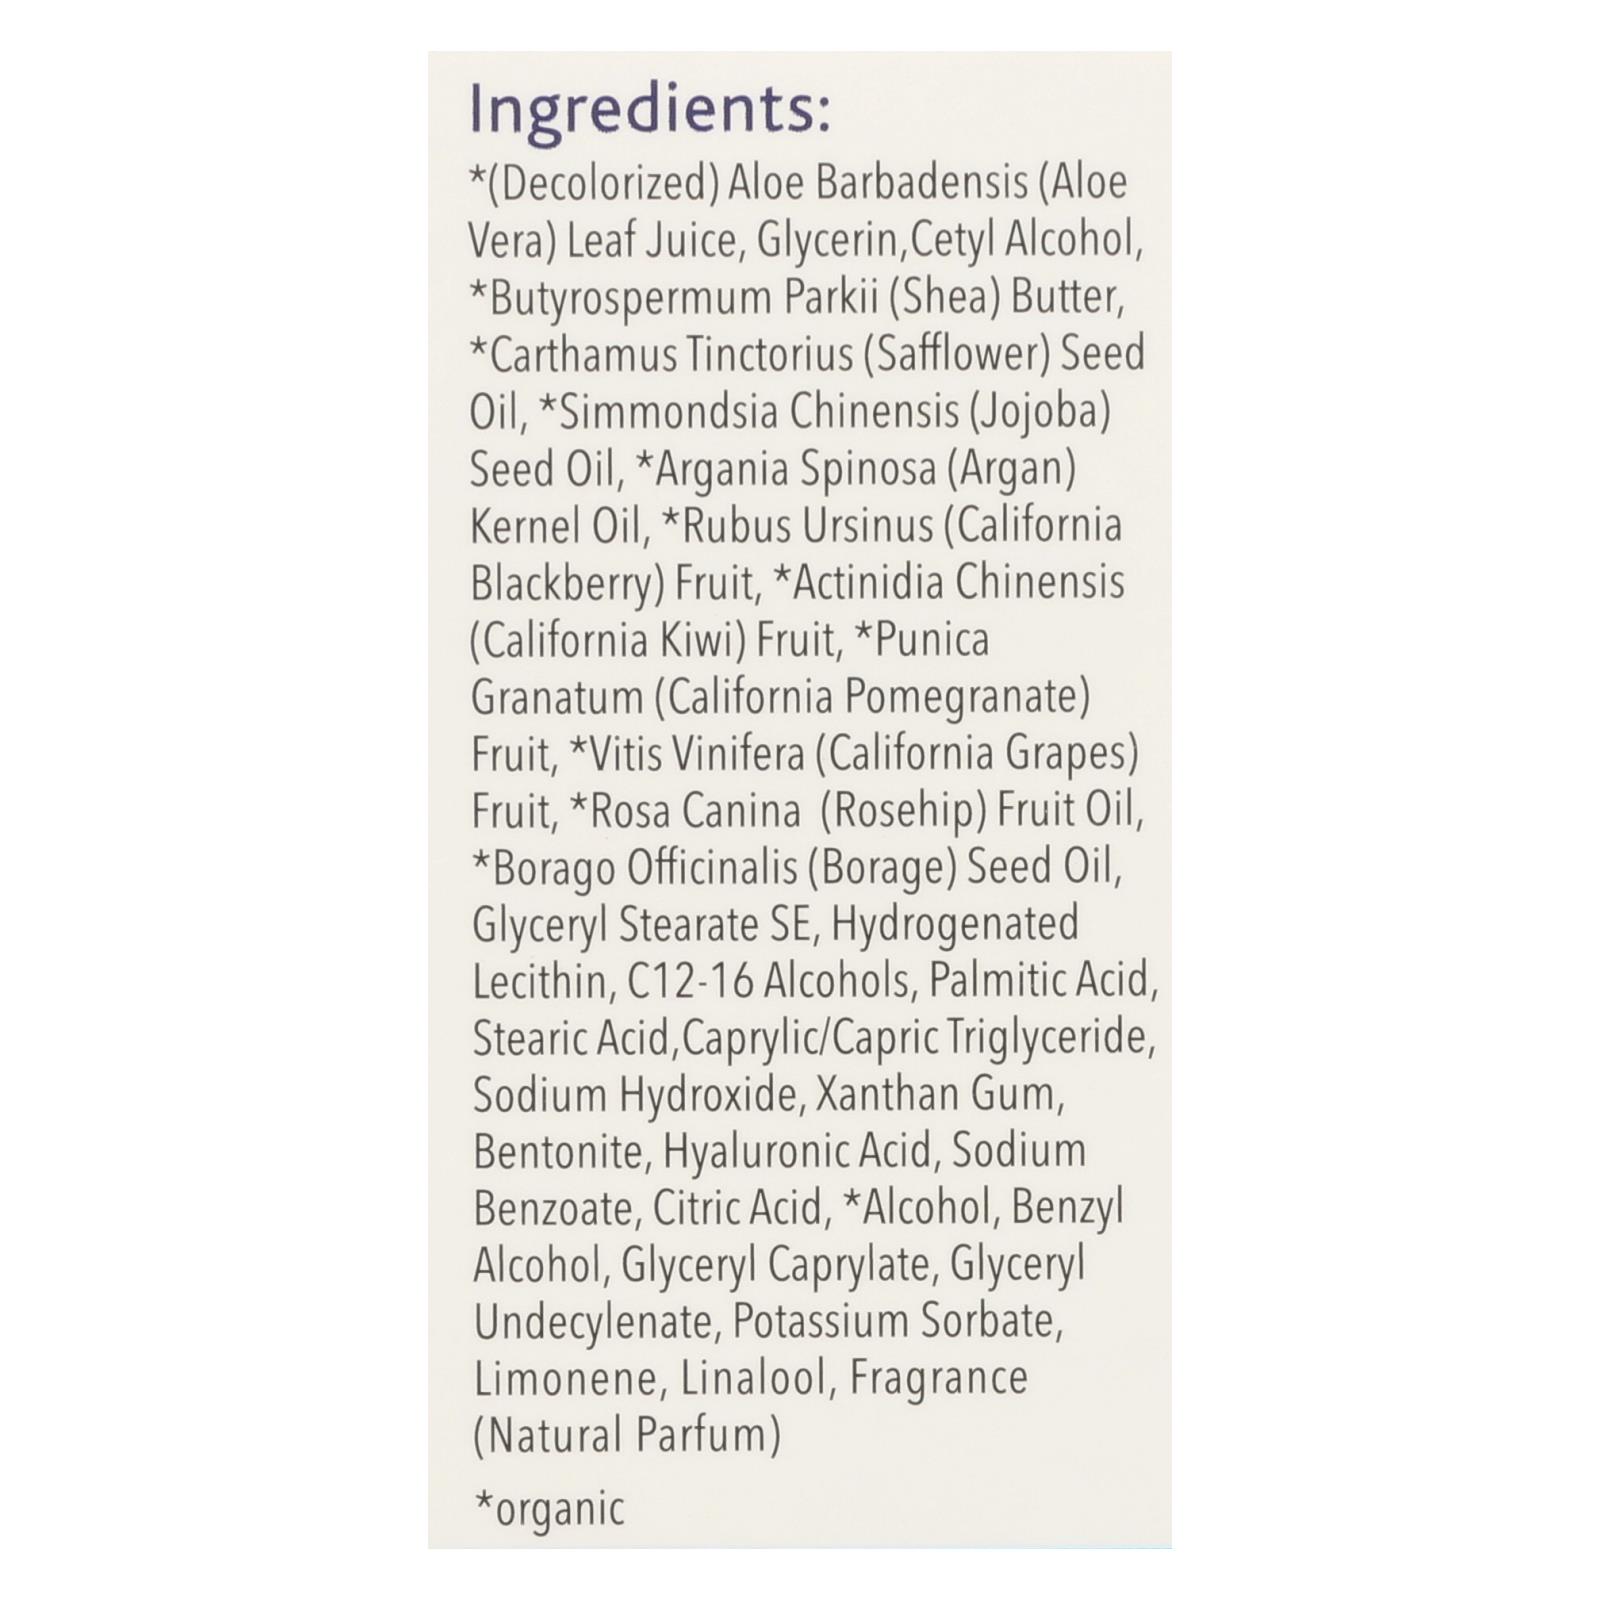 Ingredients:
*(Decolorized) Aloe Barbadensis (Aloe
Vera) Leaf Juice, Glycerin,Cetyl Alcohol,
*Butyrospermum Parkii (Shea) Butter,
*Carthamus Tinctorius (Safflower) Seed
Oil, *Simmondsia Chinensis (Jojoba)
Seed Oil, *Argania Spinosa (Argan)
Kernel Oil, *Rubus Ursinus (California
Blackberry) Fruit, *Actinidia Chinensis
(California Kiwi) Fruit, *Punica
Granatum (California Pomegranate)
Fruit, *Vitis Vinifera (California Grapes)
Fruit, *Rosa Canina (Rosehip) Fruit Oil,
*Borago Officinalis (Borage) Seed Oil,
Glyceryl Stearate SE, Hydrogenated
Lecithin, C12-16 Alcohols, Palmitic Acid,
Stearic Acid,Caprylic/Capric Triglyceride,
Sodium Hydroxide, Xanthan Gum,
Bentonite, Hyaluronic Acid, Sodium
Benzoate, Citric Acid, *Alcohol, Benzyl
Alcohol, Glyceryl Caprylate, Glyceryl
Undecylenate, Potassium Sorbate,
Limonene, Linalool, Fragrance
(Natural Parfum)
*organic